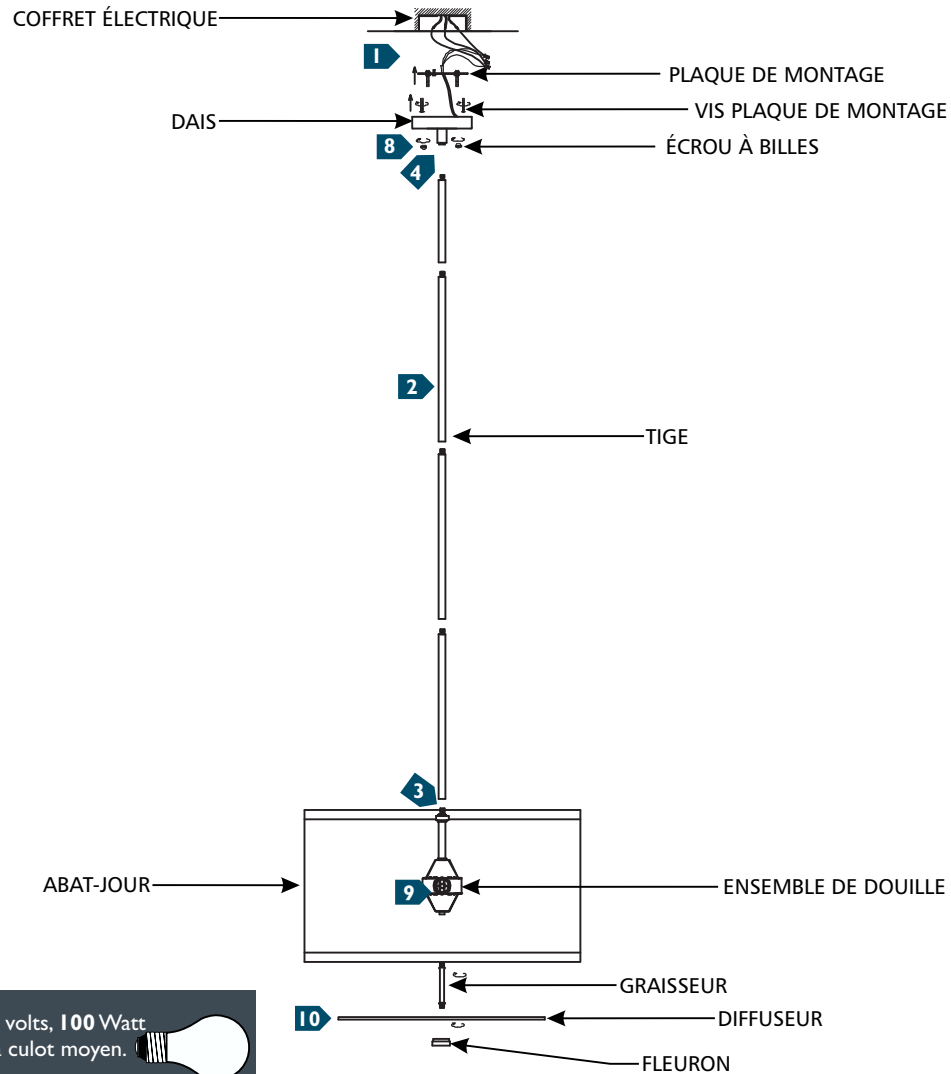 COFFRET ÉLECTRIQUE
1
PLAQUE DE MONTAGE
VIS PLAQUE DE MONTAGE
DAIS
8
ÉCROU À BILLES
4
2
TIGE
3
ABAT-JOUR
9
ENSEMBLE DE DOUILLE
GRAISSEUR
10
DIFFUSEUR
FLEURON
volts, 100 Watt
culot moyen.